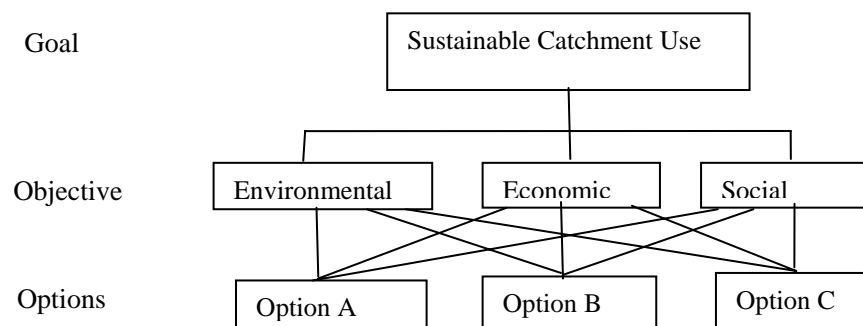 Goal
Sustainable Catchment Use
Objective
Environmental
Economic
Social
Options
Option A
Option B
Option C